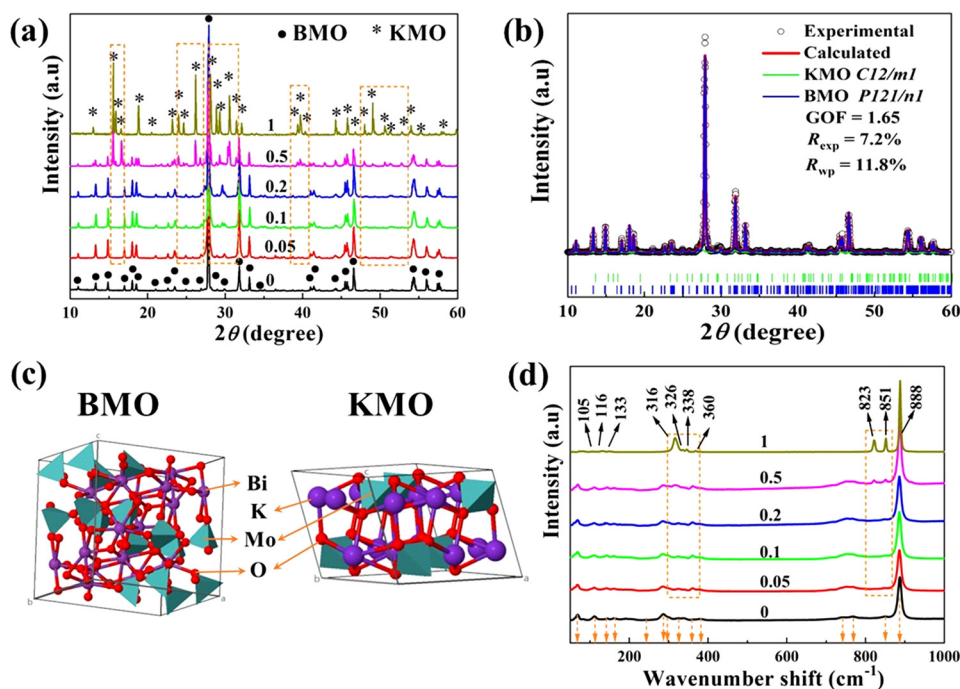 (a)
● BMO * KMO
Intensity (a.u)
1
0.5
0.2
0.1
0.05
0
10 20 30 40 50 60
2θ (degree)
(b)
Experimental
Calculated
KMO C12/m1
BMO P121/n1
GOF = 1.65
Rexp = 7.2%
Rwp = 11.8%
Intensity (a.u)
10 20 30 40 50 60
2θ (degree)
(c)
BMO KMO
Bi
K
Mo
O
c
b
a
c
b
a
(d)
105 116 133 316 326 338 360 823 851 888
Intensity (a.u)
1
0.5
0.2
0.1
0.05
0
200 400 600 800 1000
Wavenumber shift (cm⁻¹)